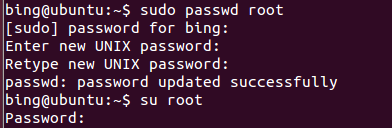 bing@ubuntu:~$ sudo passwd root
[sudo] password for bing:
Enter new UNIX password:
Retype new UNIX password:
passwd: password updated successfully
bing@ubuntu:~$ su root
Password: